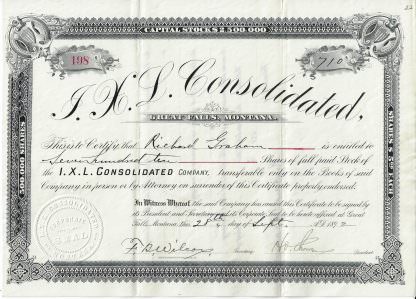 22
CAPITAL STOCK $2,500,000
198
710
I. X. L. Consolidated,
GREAT FALLS, MONTANA.
500,000 SHARES
SHARES $5 EACH
This is to Certify that Richard Graham is entitled to
Seven hundred ten Shares of full paid Stock of the
I.X.L. CONSOLIDATED COMPANY, transferable only on the Books of said
Company in person or by Attorney on surrender of this Certificate properly endorsed.
In Witness Whereof, the said Company has caused this Certificate to be signed by
its President and Secretary and its Corporate Seal to be hereto affixed at Great
Falls, Montana this 28th day of Sept. 1892
Secretary
President
SEAL